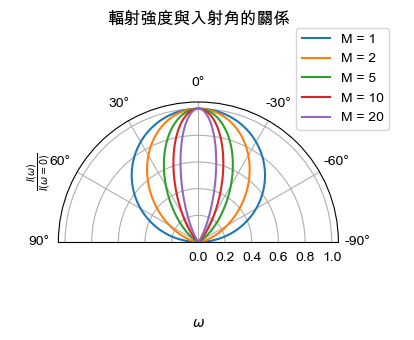 輻射強度與入射角的關係
M = 1
M = 2
M = 5
M = 10
M = 20
0°
30°
-30°
60°
-60°
90°
-90°
I(ω)
I(ω = 0)
0.0 0.2 0.4 0.6 0.8 1.0
ω